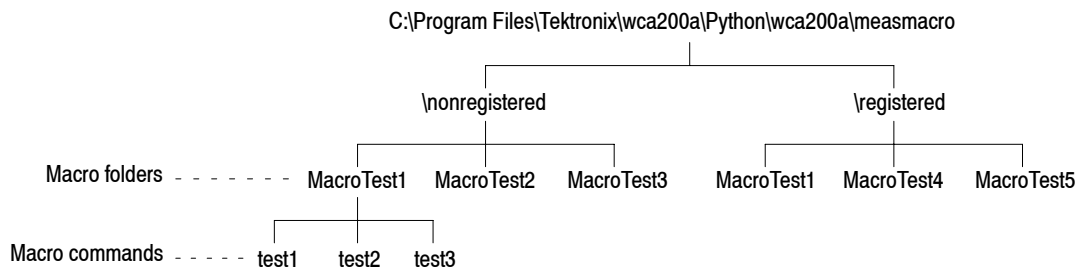 C:\Program Files\Tektronix\wca200a\Python\wca200a\measmacro
\nonregistered \registered
Macro folders MacroTest1 MacroTest2 MacroTest3 MacroTest1 MacroTest4 MacroTest5
Macro commands test1 test2 test3